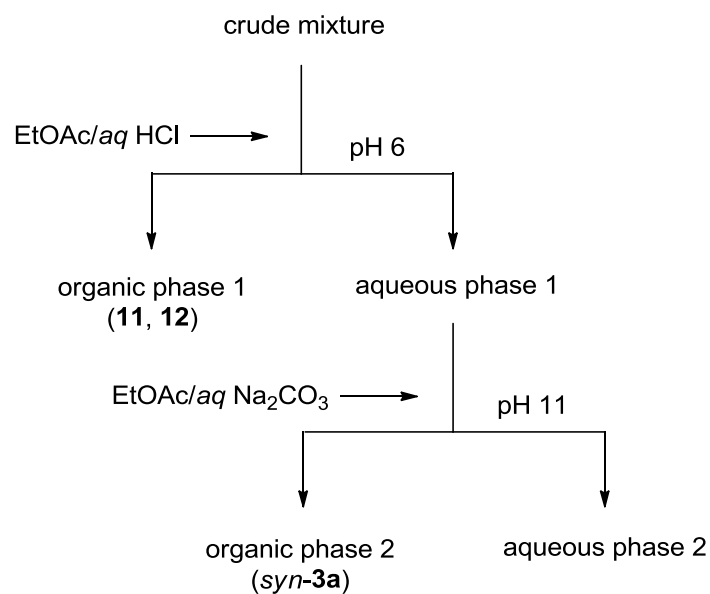 crude mixture
EtOAc/aq HCl
pH 6
organic phase 1
(11, 12)
aqueous phase 1
EtOAc/aq Na₂CO₃
pH 11
organic phase 2
(syn-3a)
aqueous phase 2